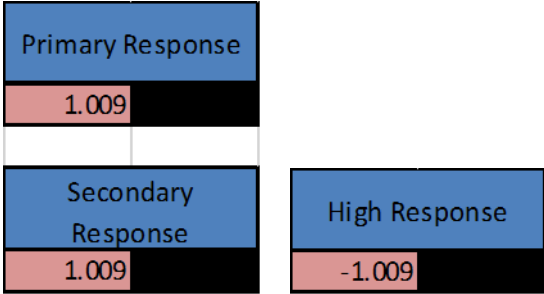 Primary Response
1.009
Secondary
Response
1.009
High Response
-1.009